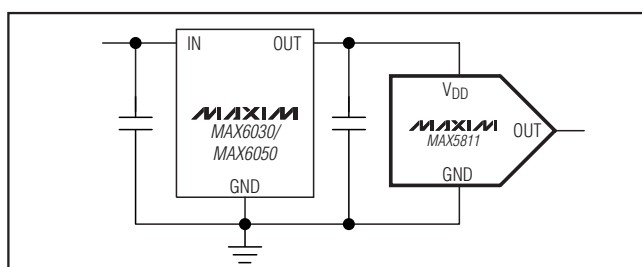 IN OUT
MAXIM
MAX6030/
MAX6050
GND
VDD
MAXIM
MAX5811
OUT
GND